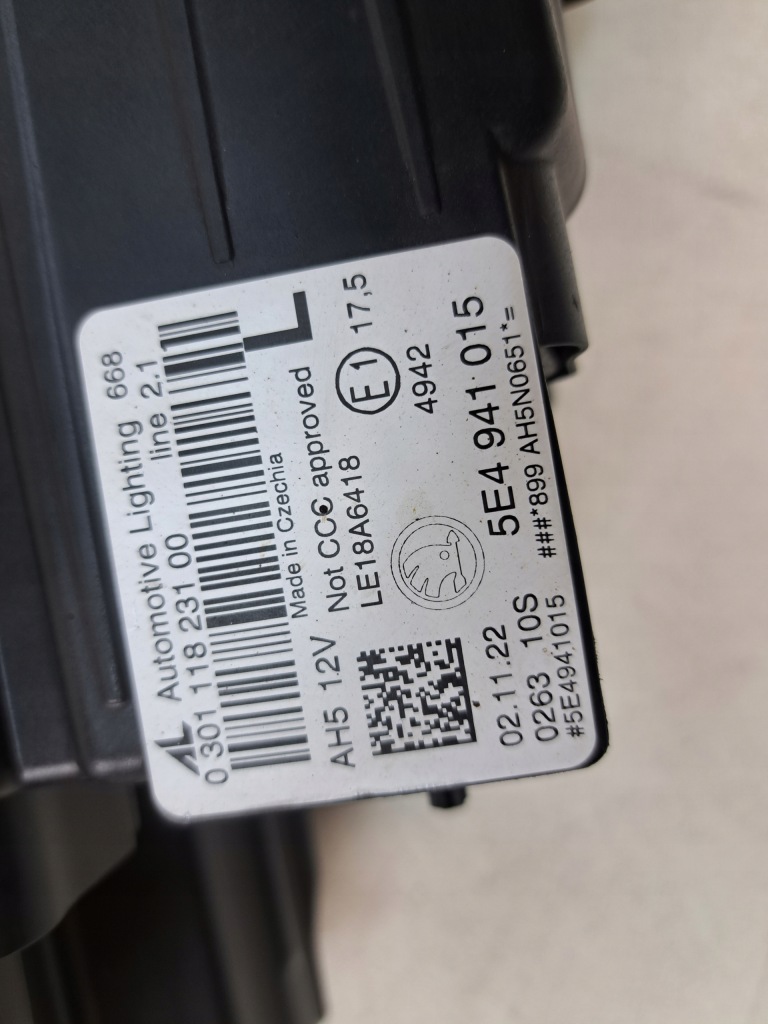 AL Automotive Lighting 668
0 301 118 231 00 line 2.1
L
Made in Czechia
AH5 12V Not CCC approved
LE18A6418 E1 17,5
4942
02.11.22 5E4 941 015
0263 10S ###*899 AH5N0651*=
#5E4941015